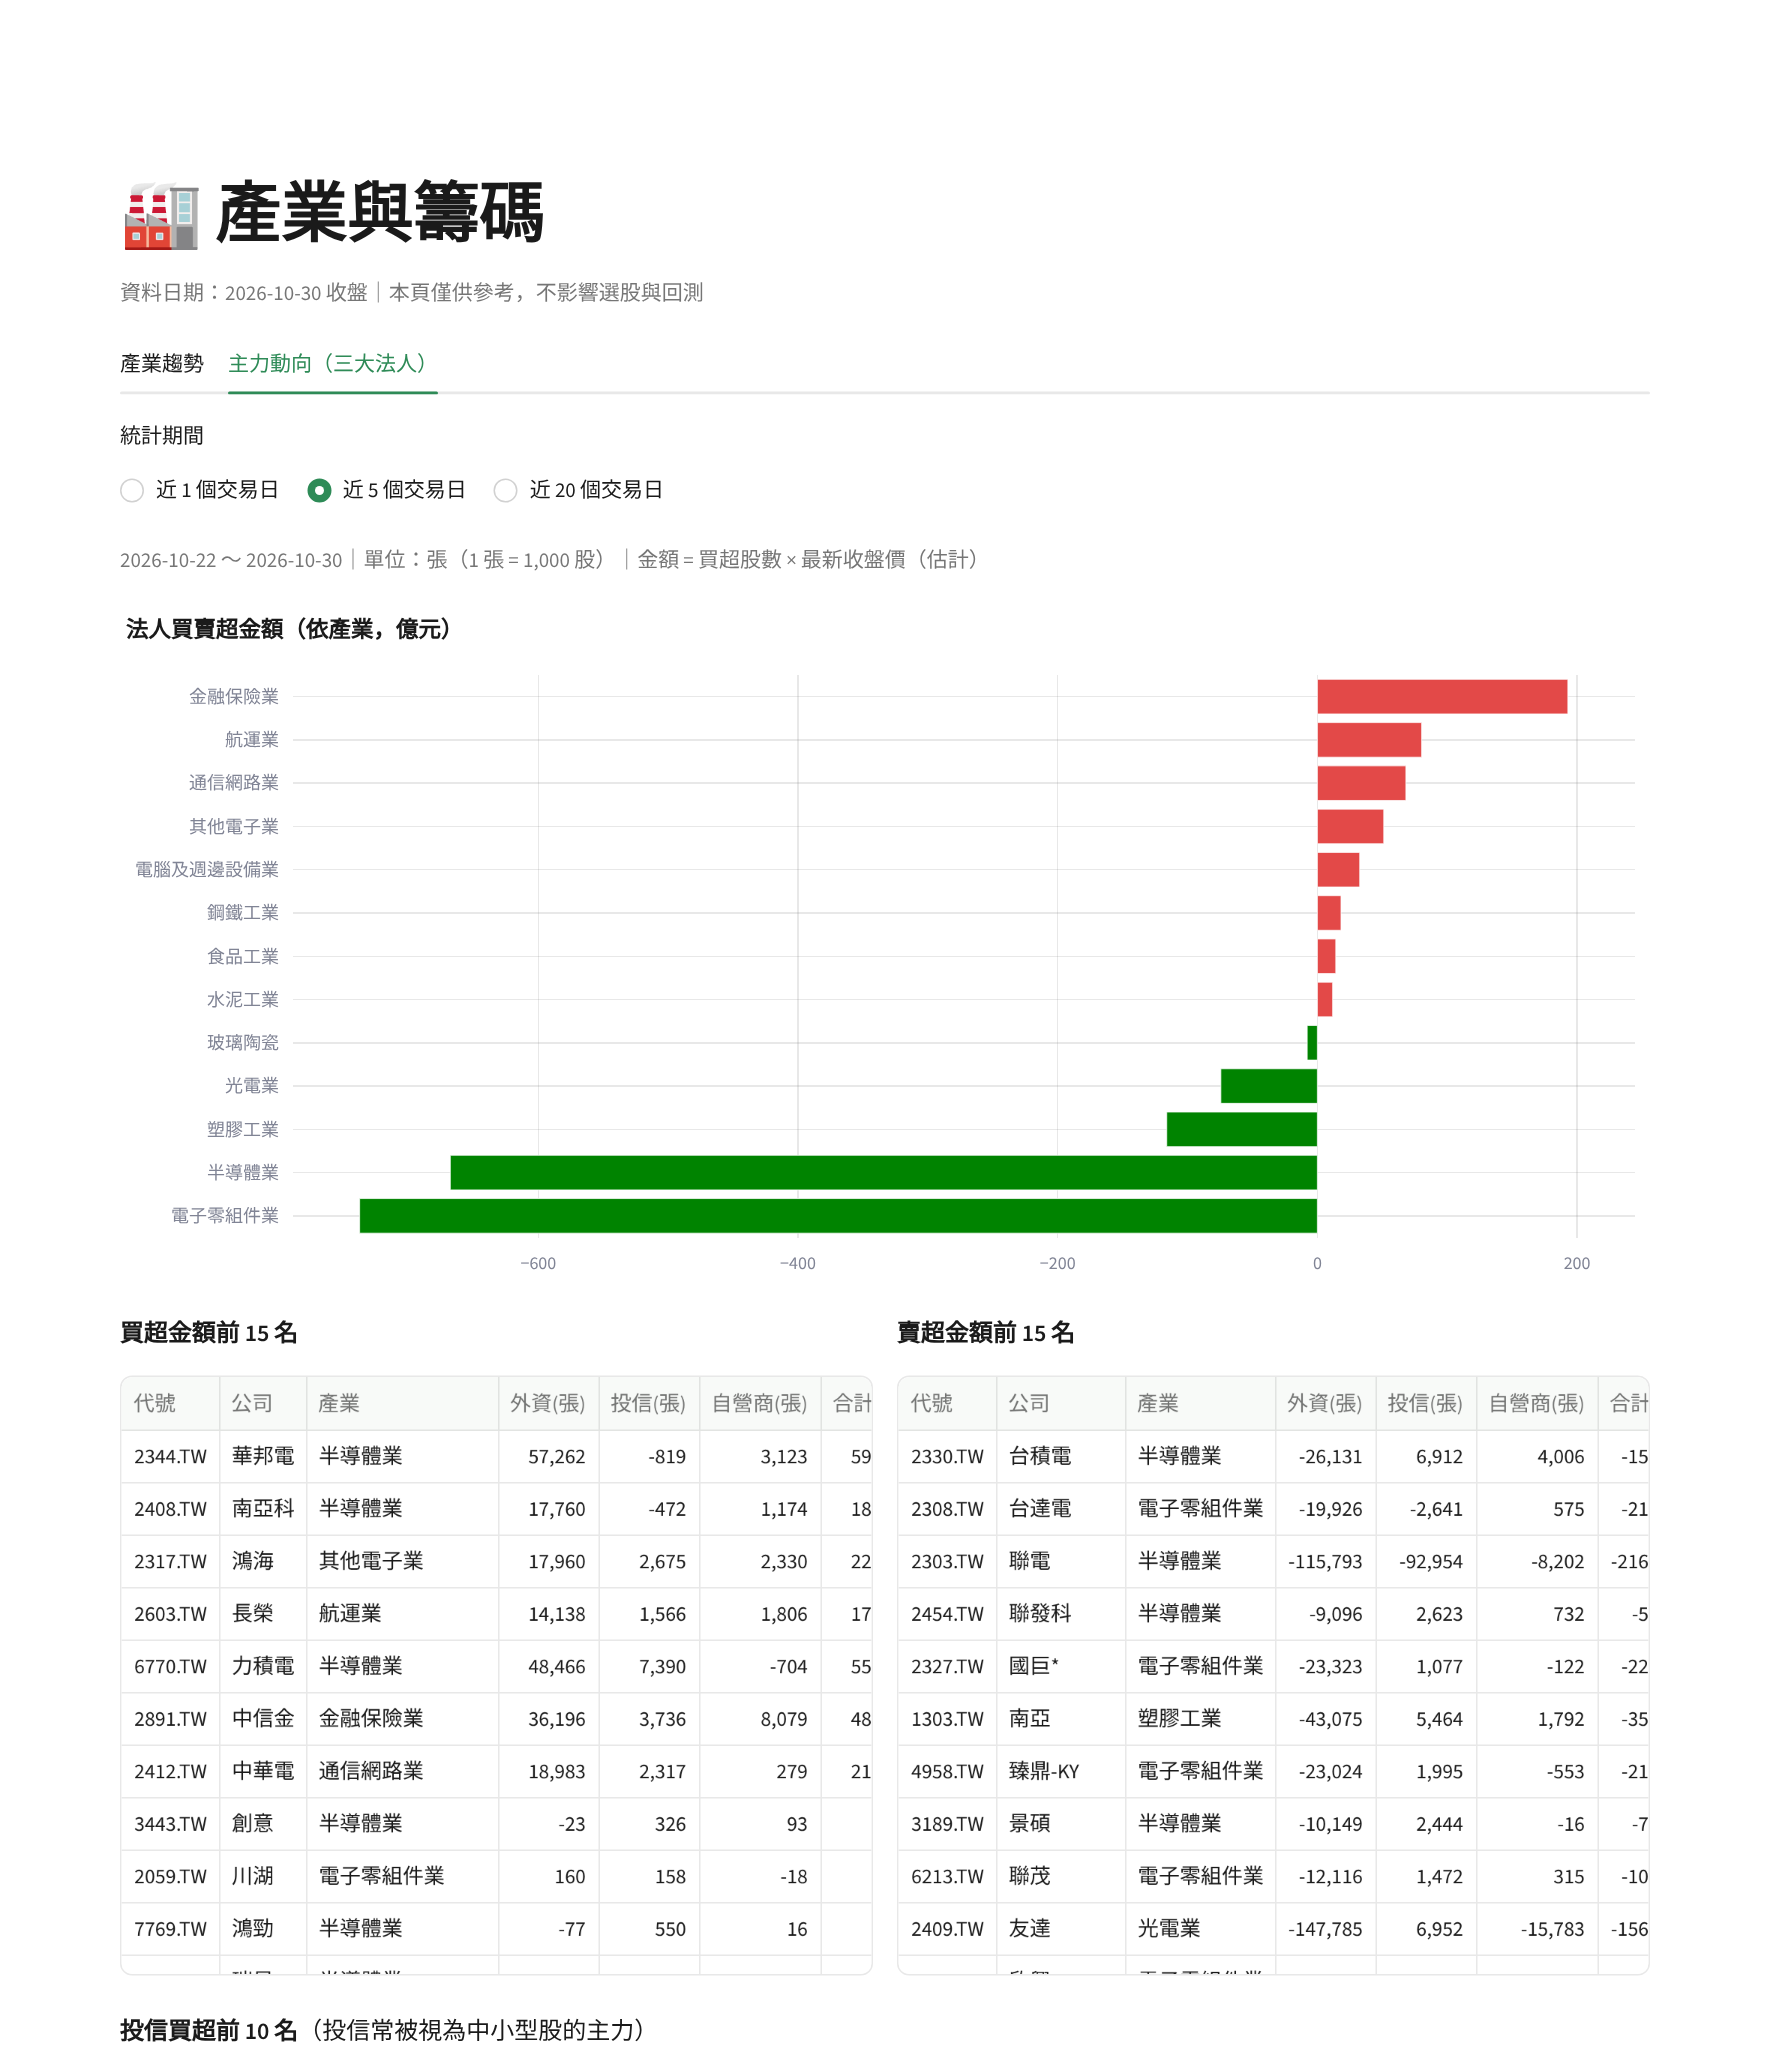 產業與籌碼
資料日期：2026-10-30 收盤｜本頁僅供參考，不影響選股與回測
產業趨勢 主力動向（三大法人）
統計期間
近 1 個交易日 近 5 個交易日 近 20 個交易日
2026-10-22 ～ 2026-10-30｜單位：張（1 張 = 1,000 股）｜金額 = 買超股數 × 最新收盤價（估計）
法人買賣超金額（依產業，億元）
金融保險業
航運業
通信網路業
其他電子業
電腦及週邊設備業
鋼鐵工業
食品工業
水泥工業
玻璃陶瓷
光電業
塑膠工業
半導體業
電子零組件業
−600 −400 −200 0 200
買超金額前 15 名
代號 公司 產業 外資(張) 投信(張) 自營商(張) 合計
2344.TW 華邦電 半導體業 57,262 -819 3,123 59
2408.TW 南亞科 半導體業 17,760 -472 1,174 18
2317.TW 鴻海 其他電子業 17,960 2,675 2,330 22
2603.TW 長榮 航運業 14,138 1,566 1,806 17
6770.TW 力積電 半導體業 48,466 7,390 -704 55
2891.TW 中信金 金融保險業 36,196 3,736 8,079 48
2412.TW 中華電 通信網路業 18,983 2,317 279 21
3443.TW 創意 半導體業 -23 326 93
2059.TW 川湖 電子零組件業 160 158 -18
7769.TW 鴻勁 半導體業 -77 550 16
賣超金額前 15 名
代號 公司 產業 外資(張) 投信(張) 自營商(張) 合計
2330.TW 台積電 半導體業 -26,131 6,912 4,006 -15
2308.TW 台達電 電子零組件業 -19,926 -2,641 575 -21
2303.TW 聯電 半導體業 -115,793 -92,954 -8,202 -216
2454.TW 聯發科 半導體業 -9,096 2,623 732 -5
2327.TW 國巨* 電子零組件業 -23,323 1,077 -122 -22
1303.TW 南亞 塑膠工業 -43,075 5,464 1,792 -35
4958.TW 臻鼎-KY 電子零組件業 -23,024 1,995 -553 -21
3189.TW 景碩 半導體業 -10,149 2,444 -16 -7
6213.TW 聯茂 電子零組件業 -12,116 1,472 315 -10
2409.TW 友達 光電業 -147,785 6,952 -15,783 -156
投信買超前 10 名（投信常被視為中小型股的主力）